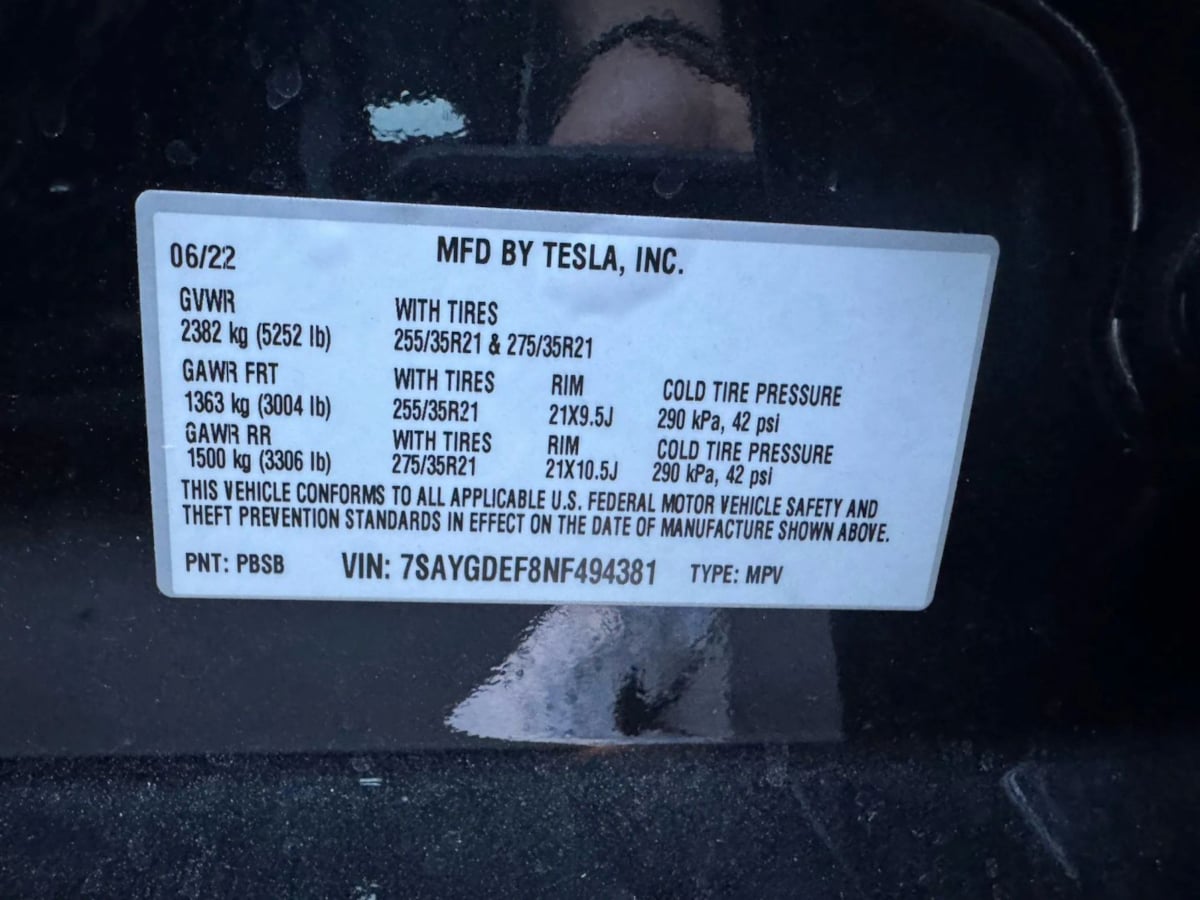 06/22 MFD BY TESLA, INC.
GVWR WITH TIRES
2382 kg (5252 lb) 255/35R21 & 275/35R21
GAWR FRT WITH TIRES RIM COLD TIRE PRESSURE
1363 kg (3004 lb) 255/35R21 21X9.5J 290 kPa, 42 psi
GAWR RR WITH TIRES RIM COLD TIRE PRESSURE
1500 kg (3306 lb) 275/35R21 21X10.5J 290 kPa, 42 psi
THIS VEHICLE CONFORMS TO ALL APPLICABLE U.S. FEDERAL MOTOR VEHICLE SAFETY AND
THEFT PREVENTION STANDARDS IN EFFECT ON THE DATE OF MANUFACTURE SHOWN ABOVE.
PNT: PBSB VIN: 7SAYGDEF8NF494381 TYPE: MPV